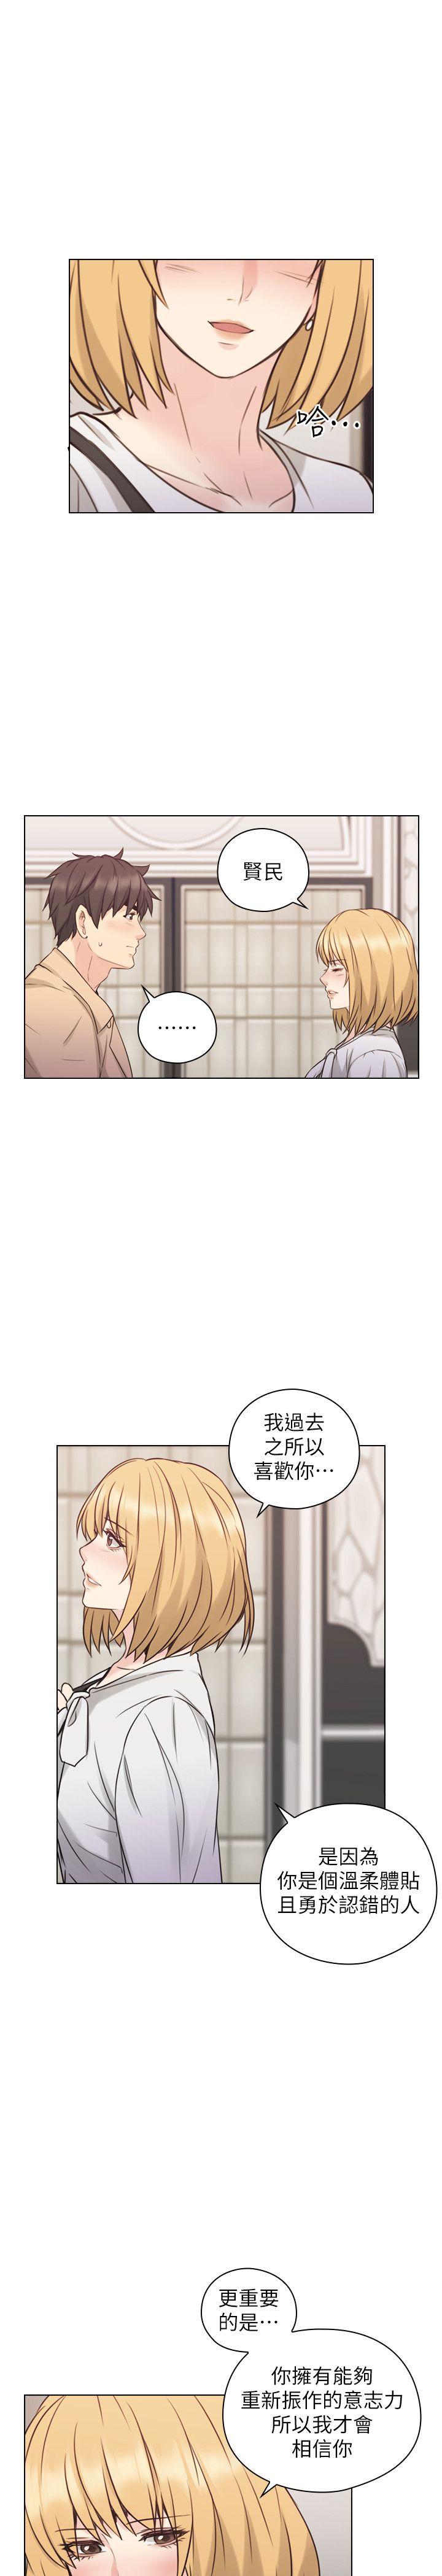 哈…
賢民
……
我過去
之所以
喜歡你…
是因為
你是個溫柔體貼
且勇於認錯的人
更重要
的是…
你擁有能夠
重新振作的意志力
所以我才會
相信你